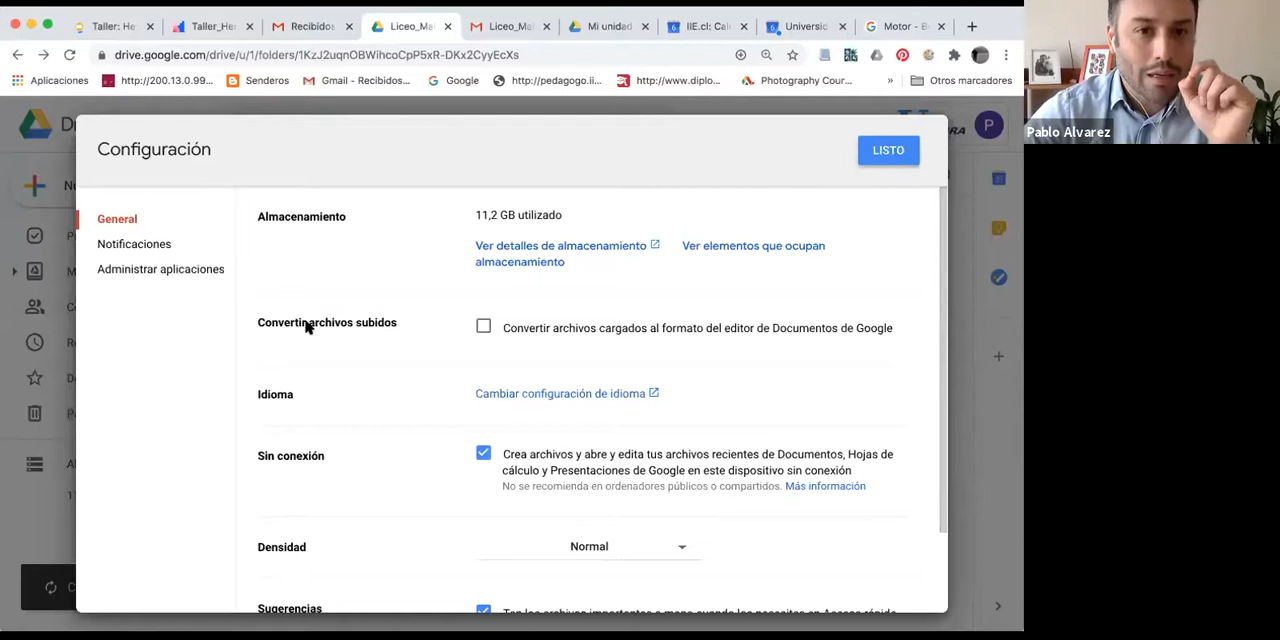 Taller: He
Taller_Her
Recibidos
Liceo_Mal
Liceo_Mal
Mi unidad
IIE.cl: Cal
Universid
Motor - B
drive.google.com/drive/u/1/folders/1KzJ2uqnOBWihcoCpP5xR-DKx2CyyEcXs
Aplicaciones
http://200.13.0.99...
Senderos
Gmail - Recibidos...
Google
http://pedagogo.ii...
http://www.diplo...
Photography Cour...
»
Otros marcadores
Pablo Alvarez
P
Configuración
LISTO
General
Notificaciones
Administrar aplicaciones
Almacenamiento
11,2 GB utilizado
Ver detalles de almacenamiento
Ver elementos que ocupan
almacenamiento
Convertir archivos subidos
Convertir archivos cargados al formato del editor de Documentos de Google
Idioma
Cambiar configuración de idioma
Sin conexión
Crea archivos y abre y edita tus archivos recientes de Documentos, Hojas de
cálculo y Presentaciones de Google en este dispositivo sin conexión
No se recomienda en ordenadores públicos o compartidos. Más información
Densidad
Normal
Sugerencias